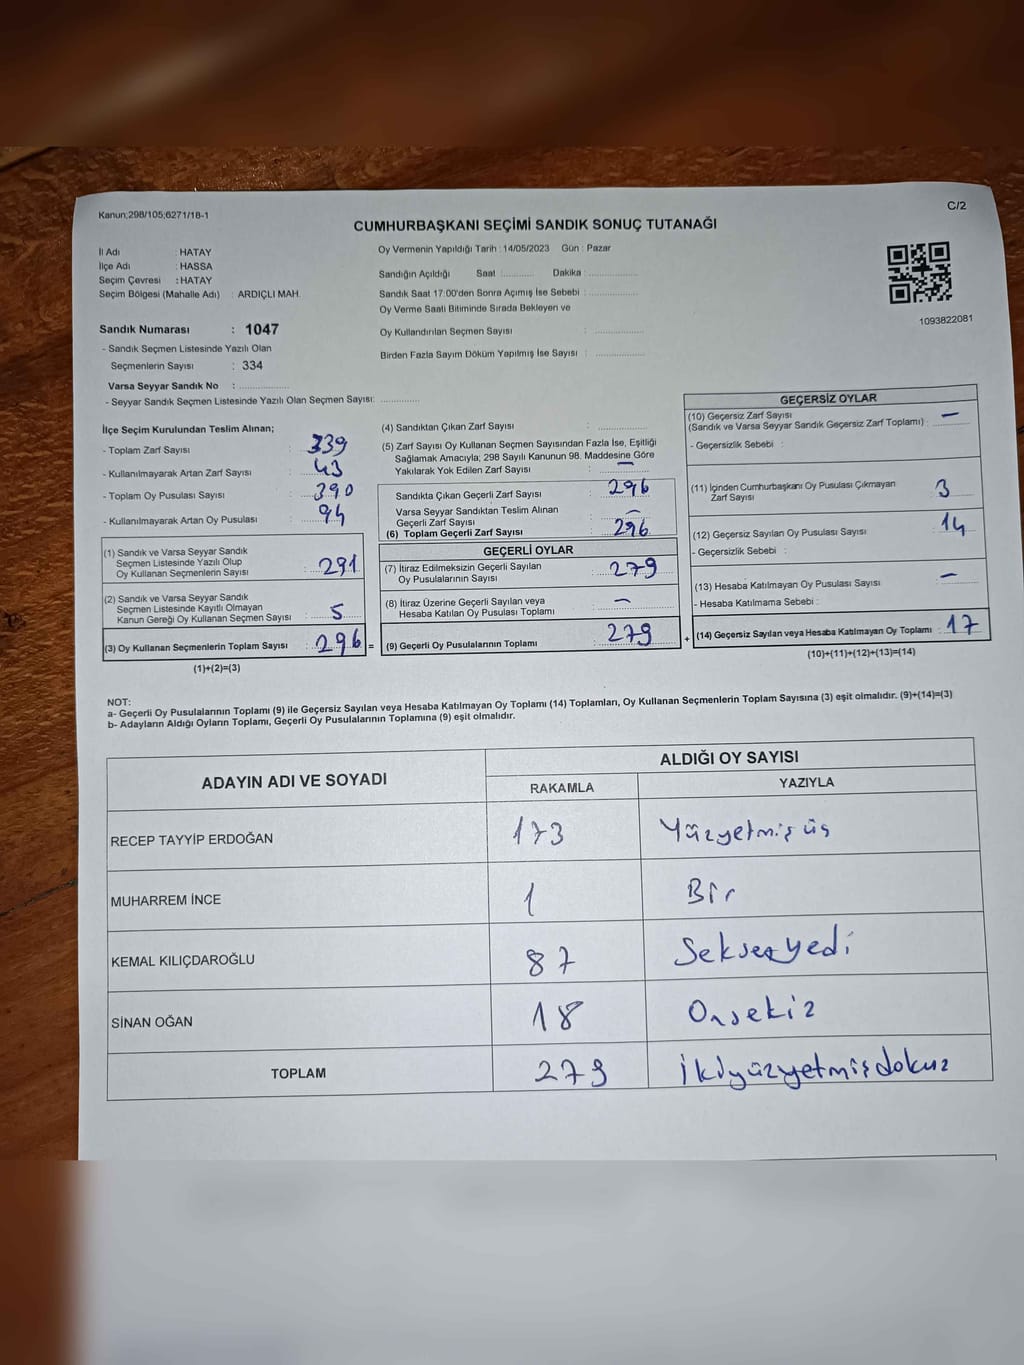 Kanun;298/105;6271/18-1
C/2
CUMHURBAŞKANI SEÇİMİ SANDIK SONUÇ TUTANAĞI
İl Adı : HATAY
İlçe Adı : HASSA
Seçim Çevresi : HATAY
Seçim Bölgesi (Mahalle Adı) : ARDIÇLI MAH.
Sandık Numarası : 1047
- Sandık Seçmen Listesinde Yazılı Olan
Seçmenlerin Sayısı : 334
Varsa Seyyar Sandık No : ................
- Seyyar Sandık Seçmen Listesinde Yazılı Olan Seçmen Sayısı: .............
Oy Vermenin Yapıldığı Tarih : 14/05/2023 Gün : Pazar
Sandığın Açıldığı Saat ........... Dakika : ................
Sandık Saat 17:00'den Sonra Açımış İse Sebebi : ................
Oy Verme Saati Bitiminde Sırada Bekleyen ve
Oy Kullandırılan Seçmen Sayısı : ................
Birden Fazla Sayım Döküm Yapılmış İse Sayısı : ................
1093822081
İlçe Seçim Kurulundan Teslim Alınan;
- Toplam Zarf Sayısı : 339
- Kullanılmayarak Artan Zarf Sayısı : 43
- Toplam Oy Pusulası Sayısı : 390
- Kullanılmayarak Artan Oy Pusulası : 94
(1) Sandık ve Varsa Seyyar Sandık
Seçmen Listesinde Yazılı Olup
Oy Kullanan Seçmenlerin Sayısı : 291
(2) Sandık ve Varsa Seyyar Sandık
Seçmen Listesinde Kayıtlı Olmayan
Kanun Gereği Oy Kullanan Seçmen Sayısı : 5
(3) Oy Kullanan Seçmenlerin Toplam Sayısı : 296 =
(1)+(2)=(3)
(4) Sandıktan Çıkan Zarf Sayısı : ................
(5) Zarf Sayısı Oy Kullanan Seçmen Sayısından Fazla İse, Eşitliği
Sağlamak Amacıyla; 298 Sayılı Kanunun 98. Maddesine Göre
Yakılarak Yok Edilen Zarf Sayısı : —
Sandıkta Çıkan Geçerli Zarf Sayısı : 296
Varsa Seyyar Sandıktan Teslim Alınan
Geçerli Zarf Sayısı : —
(6) Toplam Geçerli Zarf Sayısı : 296
GEÇERLİ OYLAR
(7) İtiraz Edilmeksizin Geçerli Sayılan
Oy Pusulalarının Sayısı : 279
(8) İtiraz Üzerine Geçerli Sayılan veya
Hesaba Katılan Oy Pusulası Toplamı : —
(9) Geçerli Oy Pusulalarının Toplamı : 279 +
GEÇERSİZ OYLAR
(10) Geçersiz Zarf Sayısı
(Sandık ve Varsa Seyyar Sandık Geçersiz Zarf Toplamı) : —
- Geçersizlik Sebebi :
(11) İçinden Cumhurbaşkanı Oy Pusulası Çıkmayan
Zarf Sayısı : 3
(12) Geçersiz Sayılan Oy Pusulası Sayısı : 14
- Geçersizlik Sebebi :
(13) Hesaba Katılmayan Oy Pusulası Sayısı : —
- Hesaba Katılmama Sebebi :
(14) Geçersiz Sayılan veya Hesaba Katılmayan Oy Toplamı : 17
(10)+(11)+(12)+(13)=(14)
NOT:
a- Geçerli Oy Pusulalarının Toplamı (9) ile Geçersiz Sayılan veya Hesaba Katılmayan Oy Toplamı (14) Toplamları, Oy Kullanan Seçmenlerin Toplam Sayısına (3) eşit olmalıdır. (9)+(14)=(3)
b- Adayların Aldığı Oyların Toplamı, Geçerli Oy Pusulalarının Toplamına (9) eşit olmalıdır.
ADAYIN ADI VE SOYADI ALDIĞI OY SAYISI
RAKAMLA YAZIYLA
RECEP TAYYİP ERDOĞAN 173 Yüzyetmişüç
MUHARREM İNCE 1 Bir
KEMAL KILIÇDAROĞLU 87 Seksenyedi
SİNAN OĞAN 18 Onsekiz
TOPLAM 279 İkiyüzyetmişdokuz